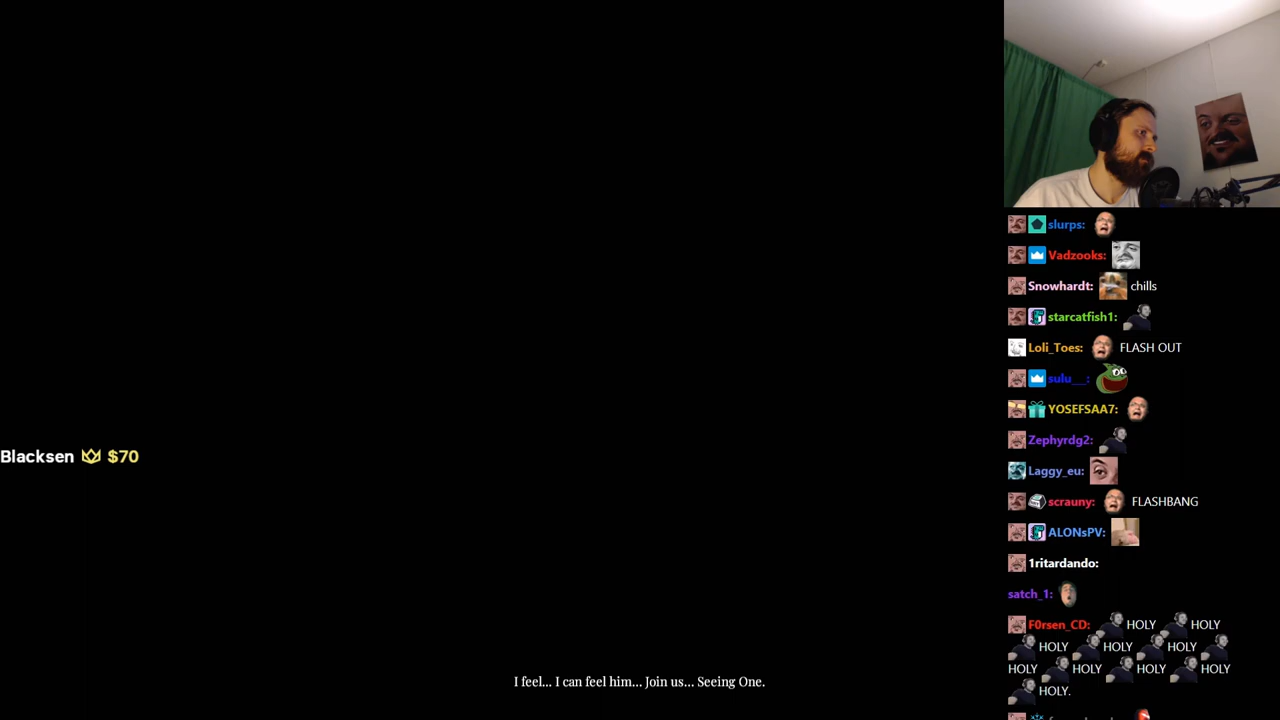 slurps:
Vadzooks:
Snowhardt: chills
starcatfish1:
Loli_Toes: FLASH OUT
sulu__:
YOSEFSAA7:
Zephyrdg2:
Blacksen $70
Laggy_eu:
scrauny: FLASHBANG
ALONsPV:
1ritardando:
satch_1:
F0rsen_CD: HOLY HOLY
HOLY HOLY HOLY
HOLY HOLY HOLY HOLY
HOLY.
I feel... I can feel him... Join us... Seeing One.